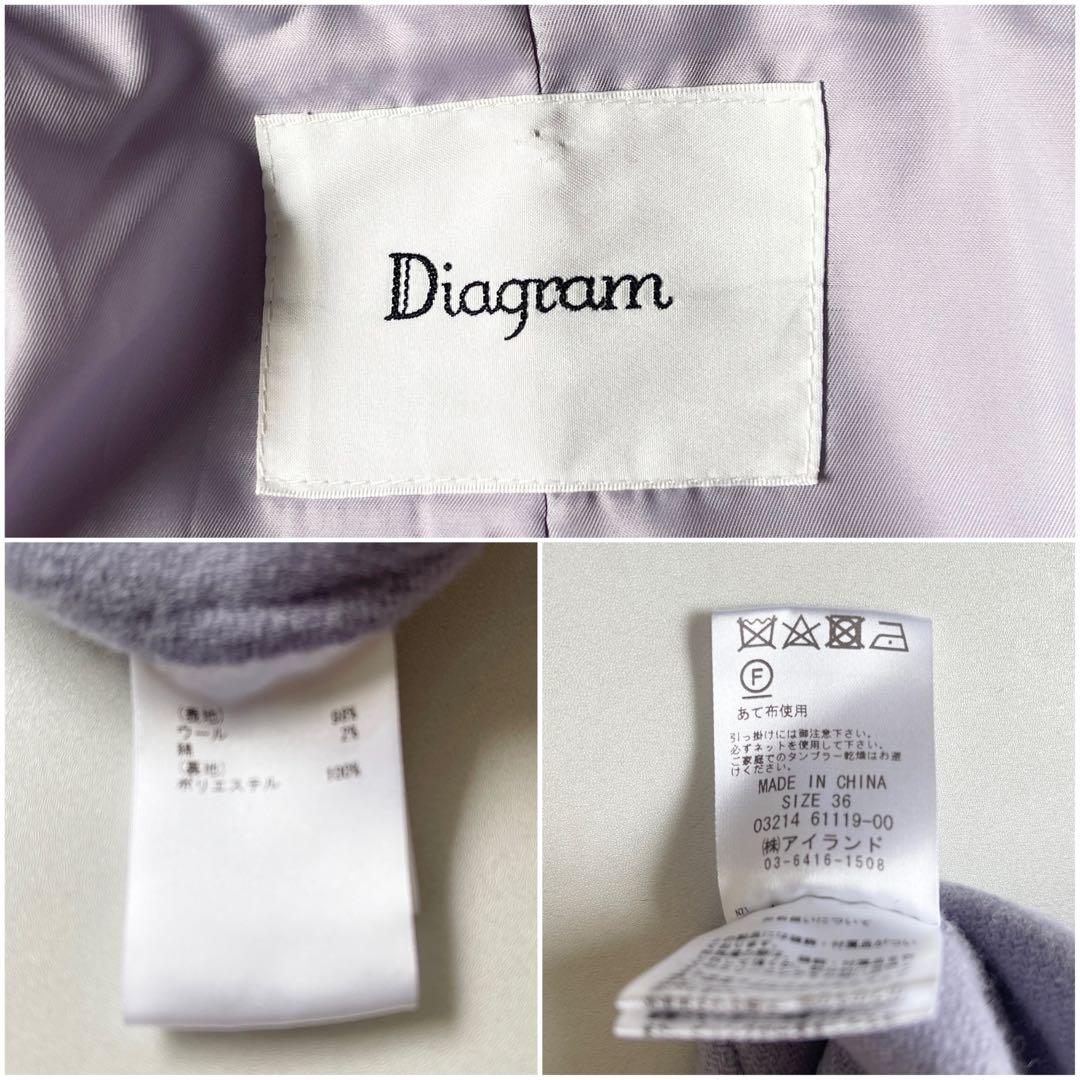 Diagram
(表地)
ウール 98%
綿 2%
(裏地)
ポリエステル 100%
F
あて布使用
引っ掛けには御注意下さい。
必ずネットを使用して下さい。
ご家庭でのタンブラー乾燥はお避
けください。
MADE IN CHINA
SIZE 36
03214 61119-00
㈱アイランド
03-6416-1508